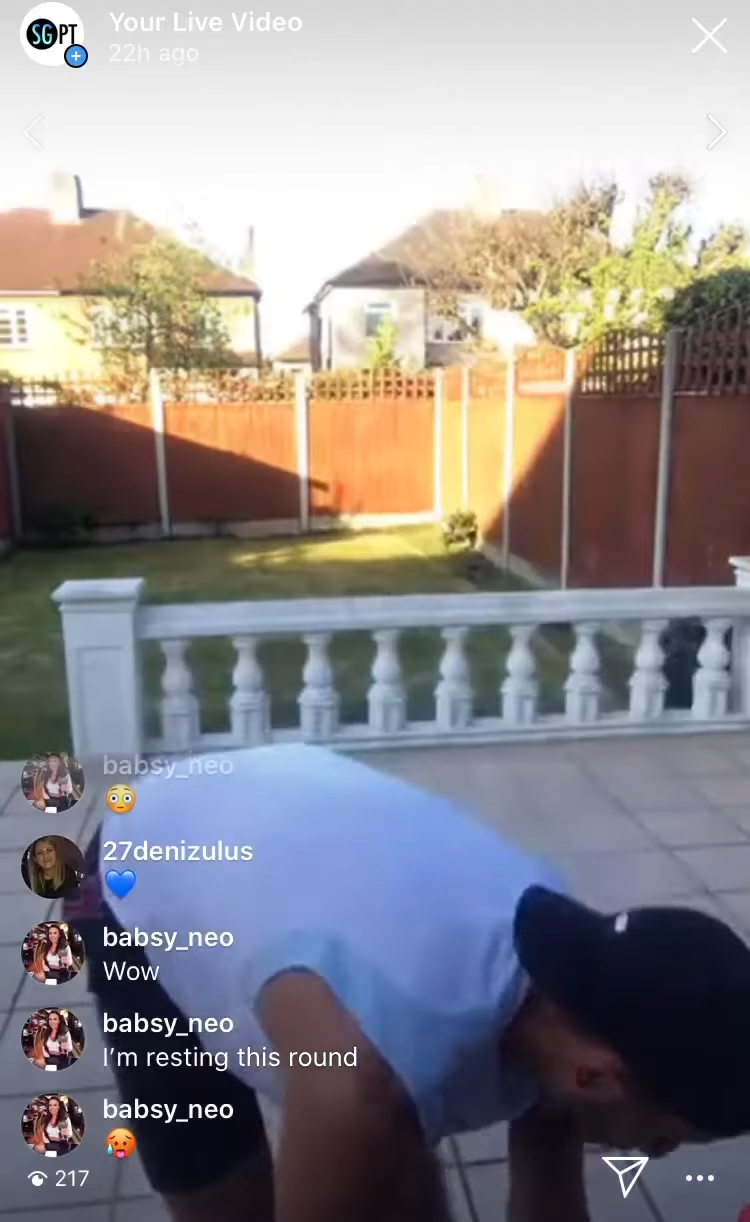 SGPT
Your Live Video
22h ago
babsy_neo
😳
27denizulus
💙
babsy_neo
Wow
babsy_neo
I’m resting this round
babsy_neo
🥵
217